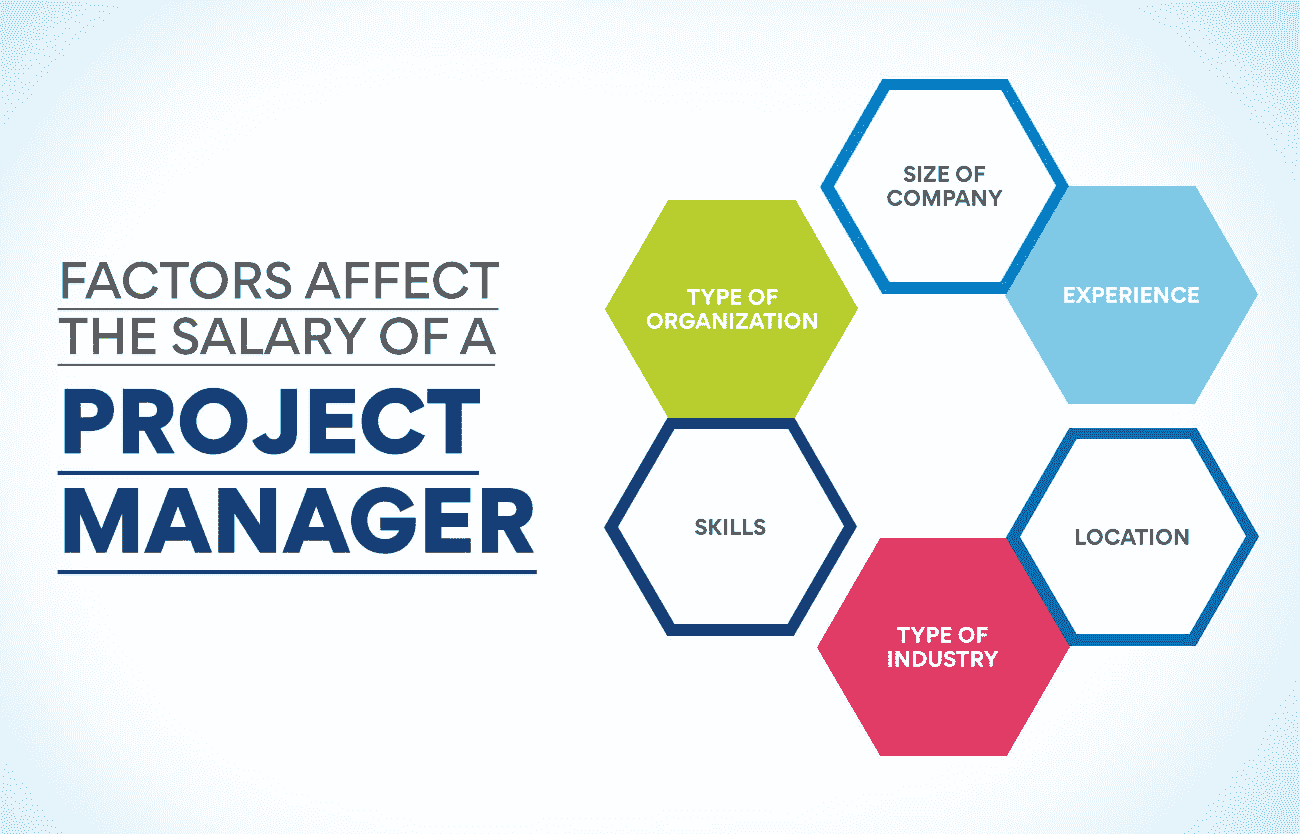 FACTORS AFFECT
THE SALARY OF A
PROJECT
MANAGER
SIZE OF
COMPANY
EXPERIENCE
LOCATION
TYPE OF
INDUSTRY
SKILLS
TYPE OF
ORGANIZATION